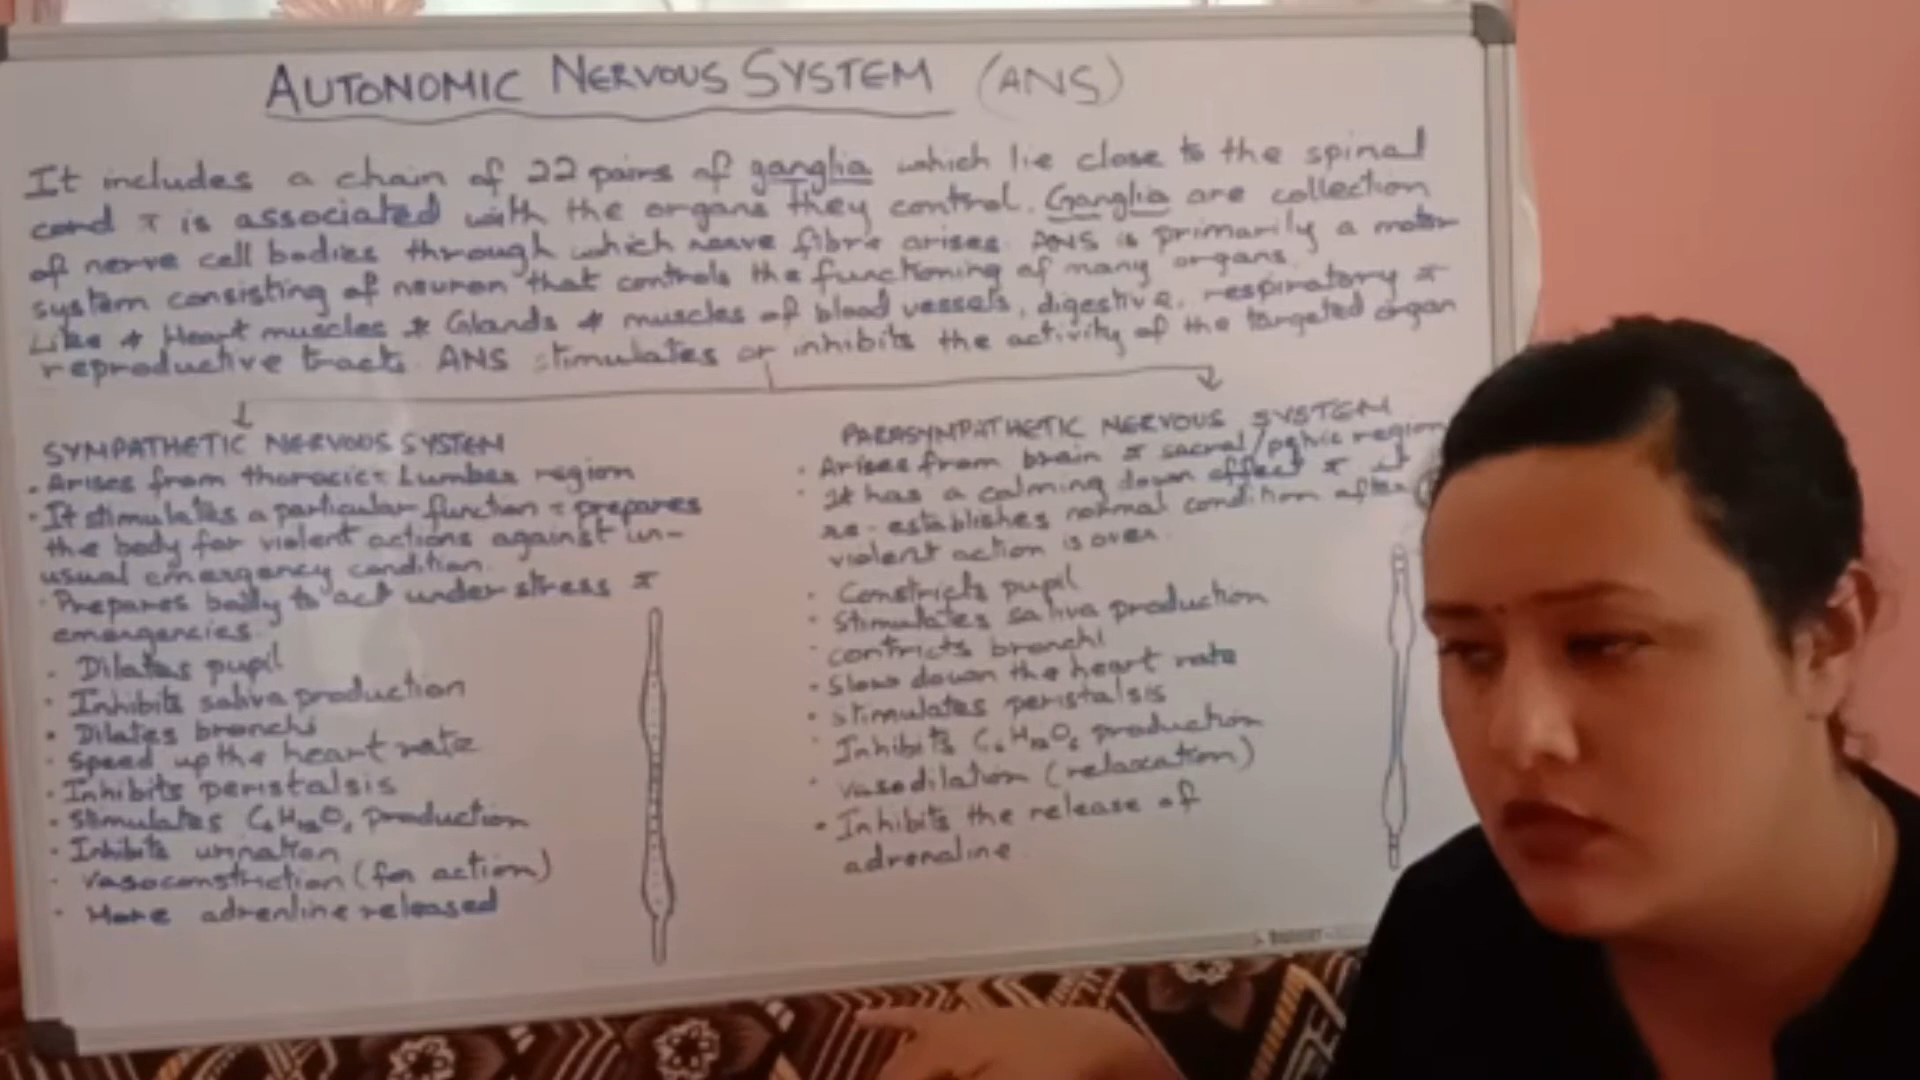 AUTONOMIC NERVOUS SYSTEM (ANS)
It includes a chain of 22 pairs of ganglia which lie close to the spinal
cord & is associated with the organs they control. Ganglia are collection
of nerve cell bodies through which nerve fibre arises. ANS is primarily a motor
system consisting of neuron that controls the functioning of many organs.
Like * Heart muscles * Glands * muscles of blood vessels, digestive, respiratory &
reproductive tracts. ANS stimulates or inhibits the activity of the targeted organ
SYMPATHETIC NERVOUS SYSTEM
• Arises from thoracic & Lumber region
• It stimulates a particular function & prepares
the body for violent actions against un-
usual emergency condition.
• Prepares body to act under stress &
emergencies.
• Dilates pupil
• Inhibits saliva production
• Dilates bronchi
• Speed up the heart rate
• Inhibits peristalsis
• Stimulates C6H12O6 production
• Inhibits urination
• Vasoconstriction (for action)
• More adrenline released
PARASYMPATHETIC NERVOUS SYSTEM
• Arises from brain & sacral/pelvic region
• It has a calming down effect & it
re-establishes normal condition after
violent action is over.
• Constricts pupil
• Stimulates saliva production
• contricts bronchi
• Slows down the heart rate
• stimulates peristalsis
• Inhibits C6H12O6 production
• Vasodilation (relaxation)
• Inhibits the release of
adrenaline